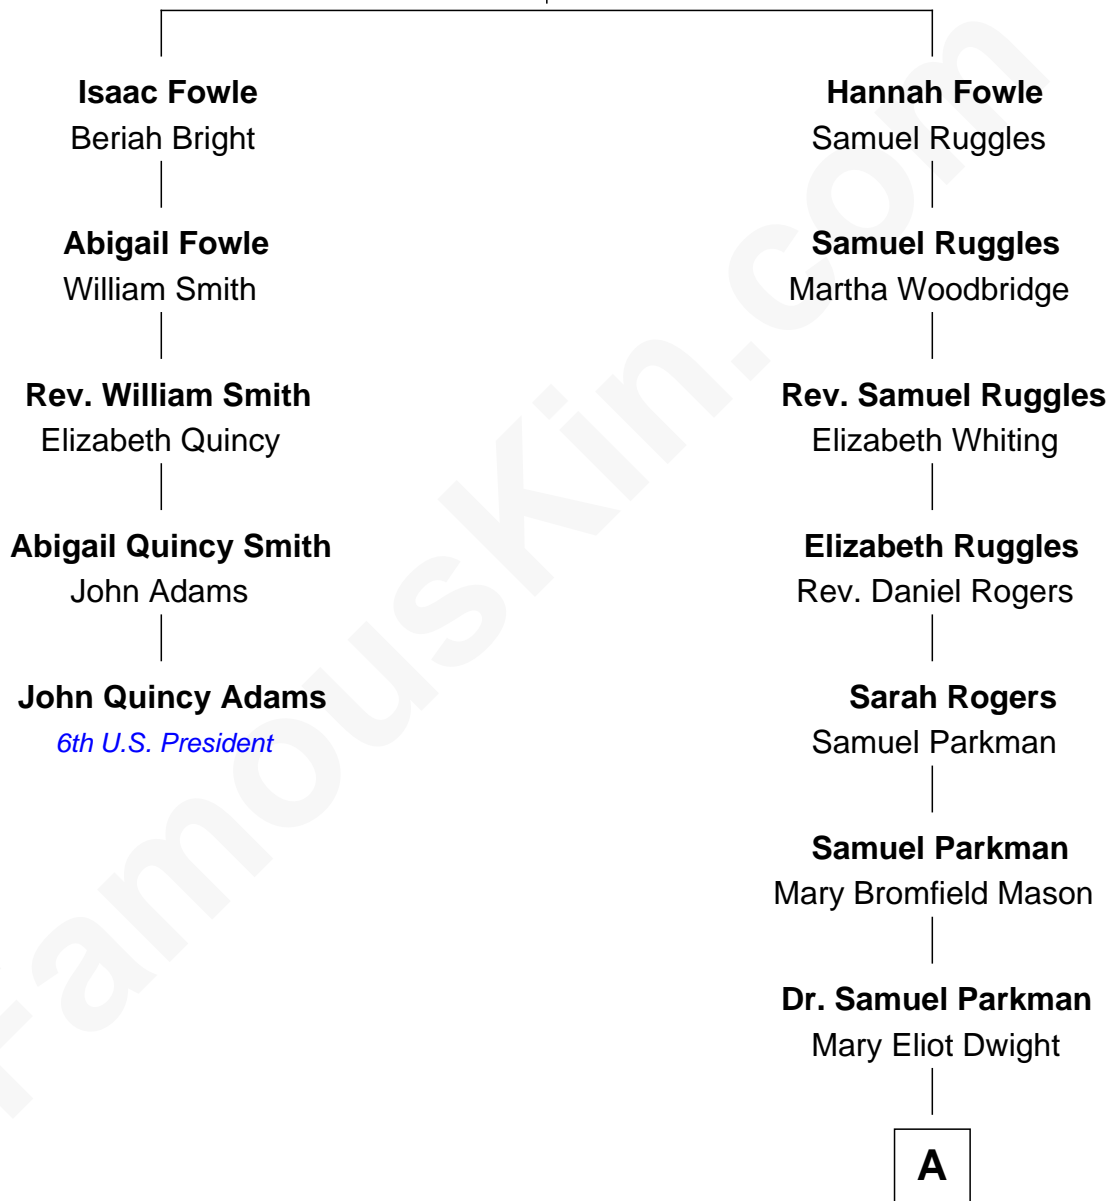 Isaac Fowle
Beriah Bright
Hannah Fowle
Samuel Ruggles
Abigail Fowle
William Smith
Samuel Ruggles
Martha Woodbridge
Rev. William Smith
Elizabeth Quincy
Rev. Samuel Ruggles
Elizabeth Whiting
Abigail Quincy Smith
John Adams
Elizabeth Ruggles
Rev. Daniel Rogers
John Quincy Adams
6th U.S. President
Sarah Rogers
Samuel Parkman
Samuel Parkman
Mary Bromfield Mason
Dr. Samuel Parkman
Mary Eliot Dwight
A
FamousKin.com